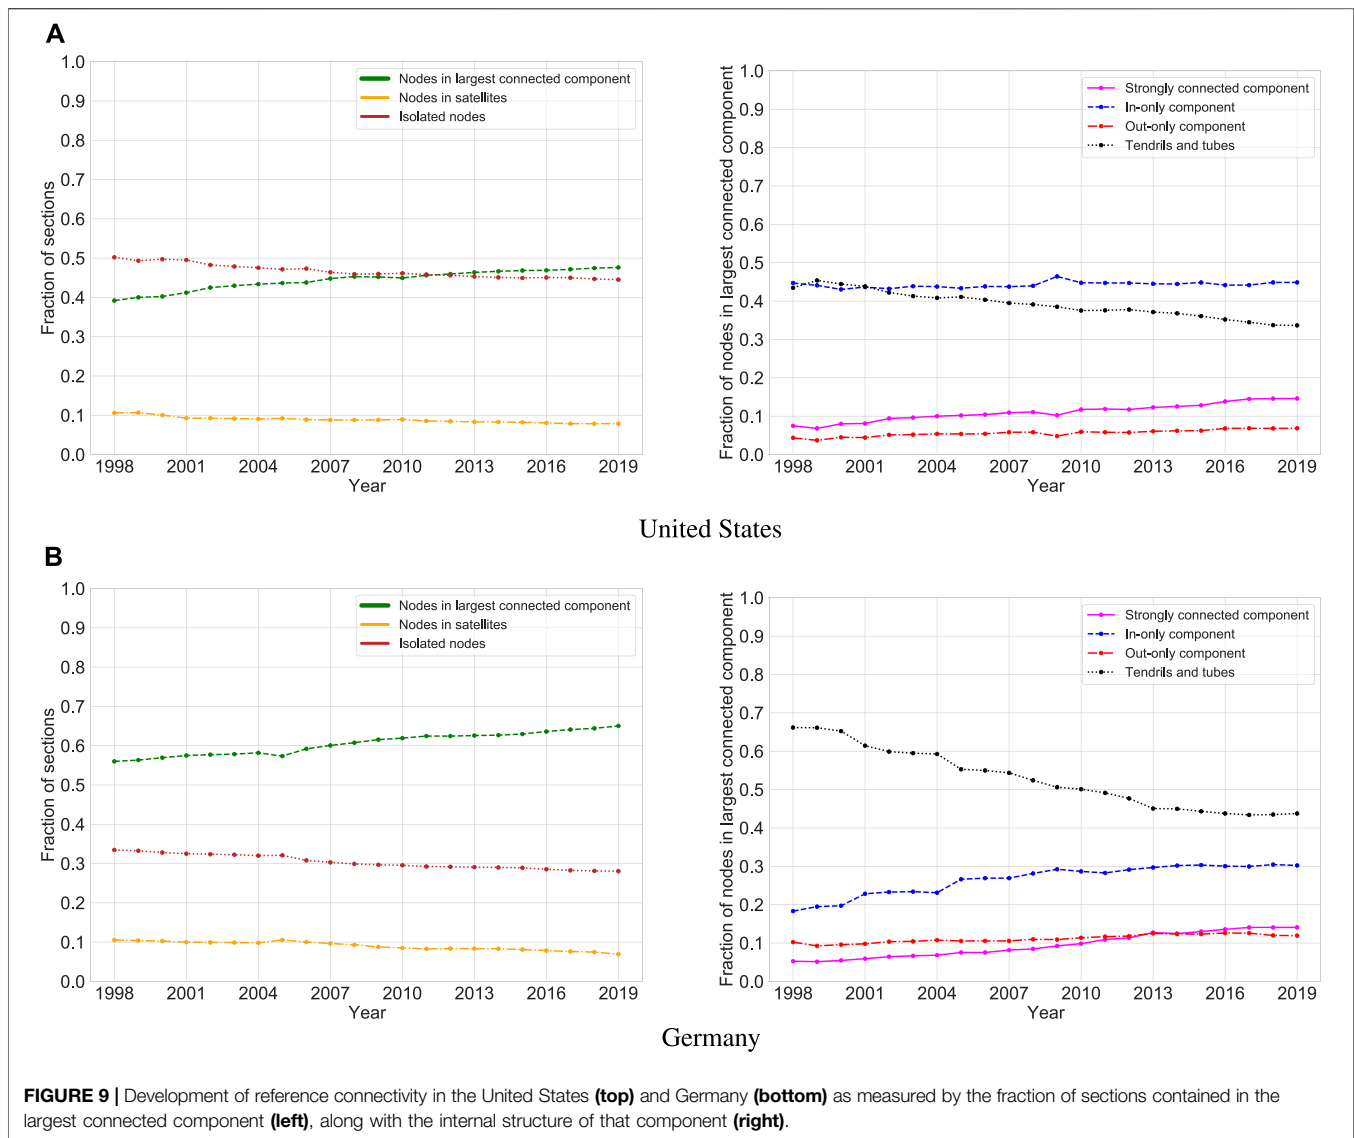 A
1.0
0.9
0.8
0.7
0.6
0.5
0.4
0.3
0.2
0.1
0.0
Fraction of sections
Nodes in largest connected component
Nodes in satellites
Isolated nodes
1998 2001 2004 2007 2010 2013 2016 2019
Year
1.0
0.9
0.8
0.7
0.6
0.5
0.4
0.3
0.2
0.1
0.0
Fraction of nodes in largest connected component
Strongly connected component
In-only component
Out-only component
Tendrils and tubes
1998 2001 2004 2007 2010 2013 2016 2019
Year
United States
B
1.0
0.9
0.8
0.7
0.6
0.5
0.4
0.3
0.2
0.1
0.0
Fraction of sections
Nodes in largest connected component
Nodes in satellites
Isolated nodes
1998 2001 2004 2007 2010 2013 2016 2019
Year
1.0
0.9
0.8
0.7
0.6
0.5
0.4
0.3
0.2
0.1
0.0
Fraction of nodes in largest connected component
Strongly connected component
In-only component
Out-only component
Tendrils and tubes
1998 2001 2004 2007 2010 2013 2016 2019
Year
Germany
FIGURE 9 | Development of reference connectivity in the United States (top) and Germany (bottom) as measured by the fraction of sections contained in the
largest connected component (left), along with the internal structure of that component (right).